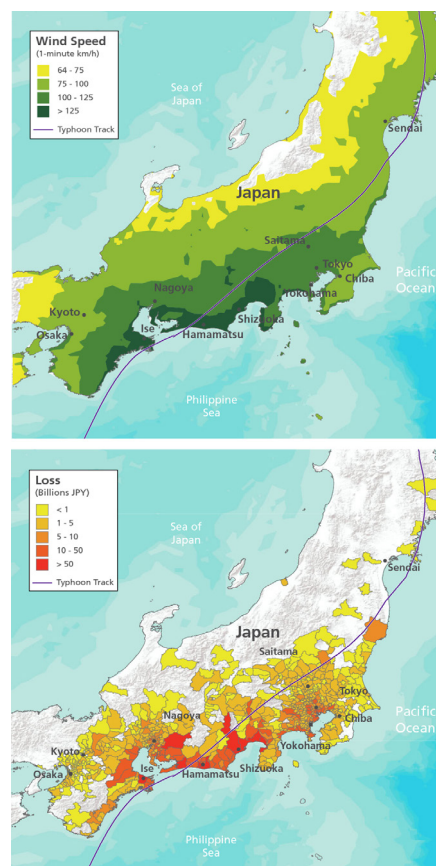 Wind Speed
(1-minute km/h)
64 - 75
75 - 100
100 - 125
> 125
Typhoon Track
Sea of
Japan
Sendai
Japan
Saitama
Tokyo
Chiba
Pacific
Ocean
Nagoya
Yokohama
Kyoto
Shizuoka
Ise
Osaka
Hamamatsu
Philippine
Sea
Loss
(Billions JPY)
< 1
1 - 5
5 - 10
10 - 50
> 50
Typhoon Track
Sea of
Japan
Sendai
Japan
Saitama
Tokyo
Nagoya
Chiba
Pacific
Ocean
Kyoto
Yokohama
Ise
Shizuoka
Osaka
Hamamatsu
Philippine
Sea